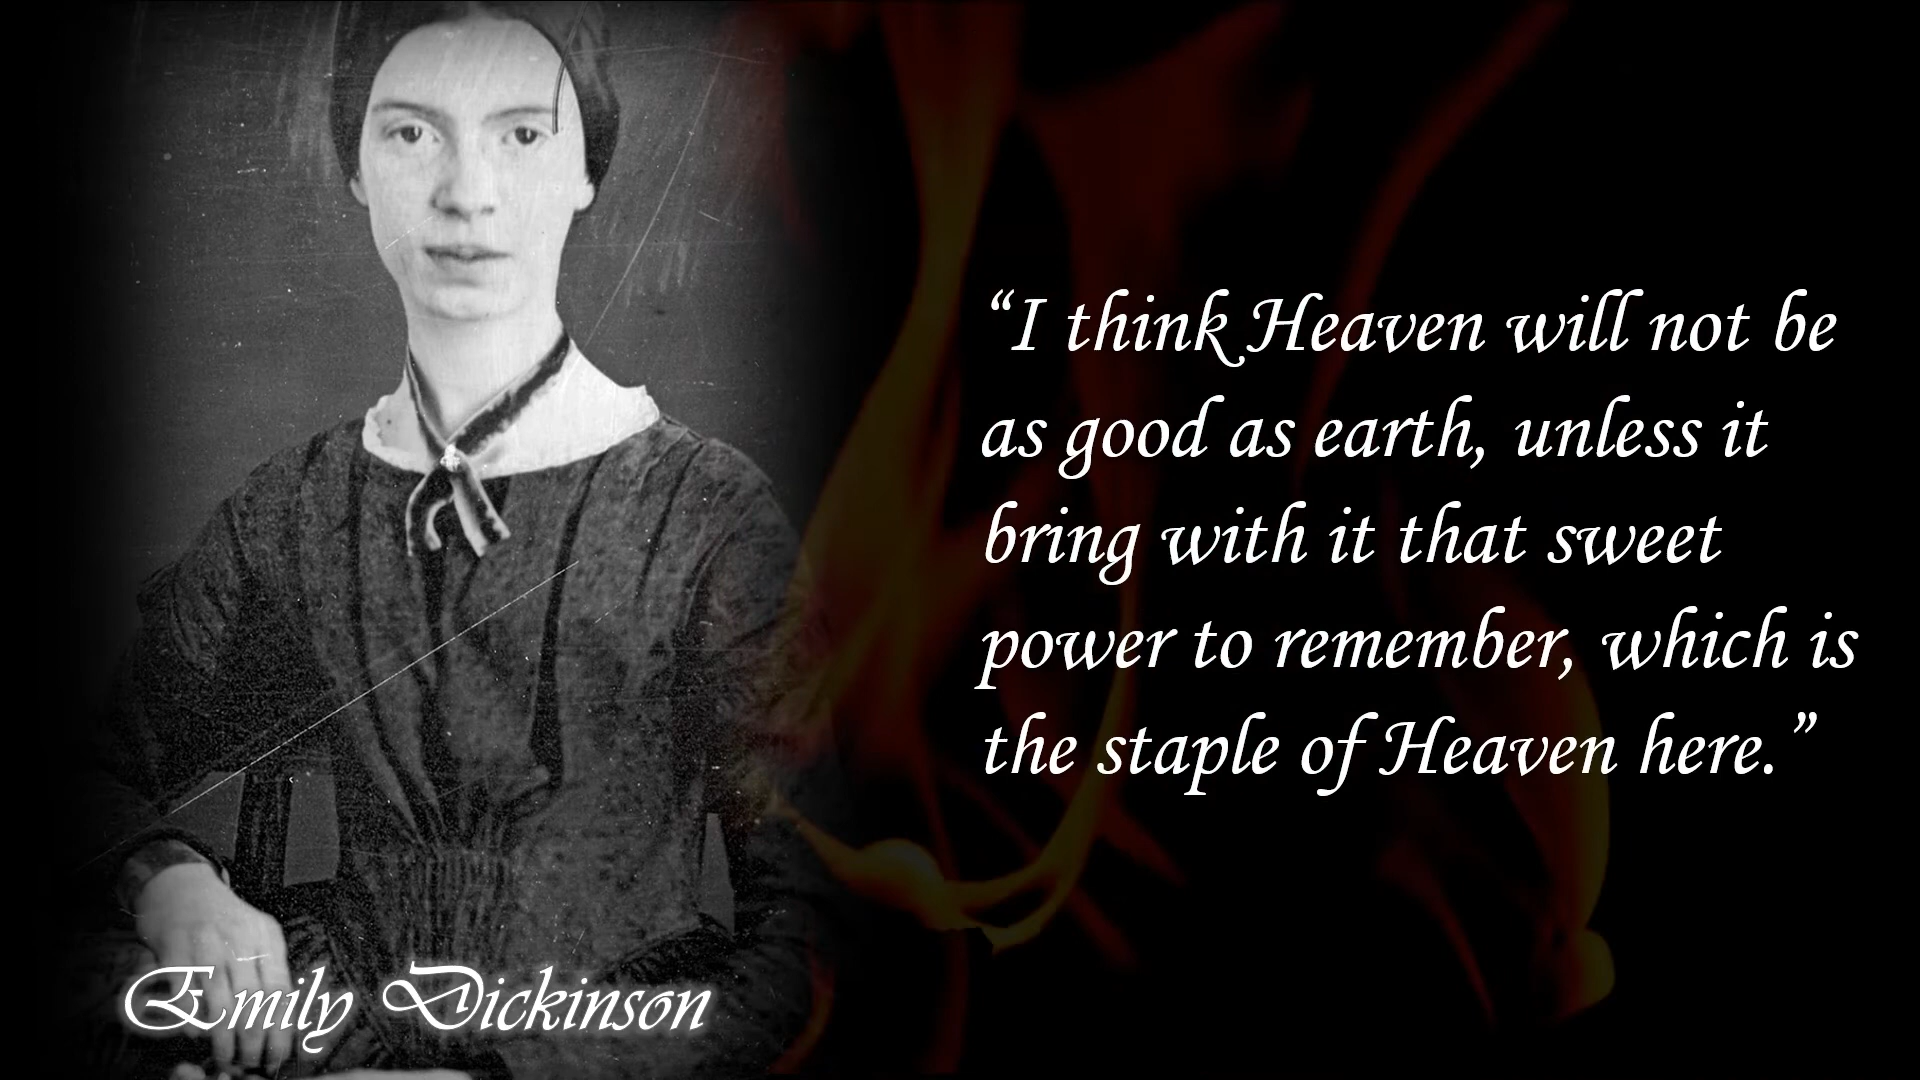 “I think Heaven will not be
as good as earth, unless it
bring with it that sweet
power to remember, which is
the staple of Heaven here.”
Emily Dickinson